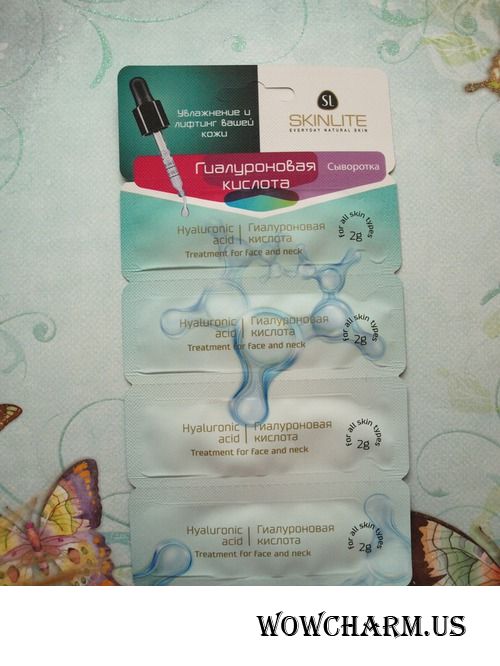 Увлажнение и
лифтинг вашей
кожи
SL
SKINLITE
EVERYDAY NATURAL SKIN
Гиалуроновая
кислота
Сыворотка
Hyaluronic
acid
Гиалуроновая
кислота
Treatment for face and neck
for all skin types
2g
Hyaluronic
acid
Гиалуроновая
кислота
Treatment for face and neck
for all skin types
2g
Hyaluronic
acid
Гиалуроновая
кислота
Treatment for face and neck
for all skin types
2g
Hyaluronic
acid
Гиалуроновая
кислота
Treatment for face and neck
for all skin types
2g
WOWCHARM.US